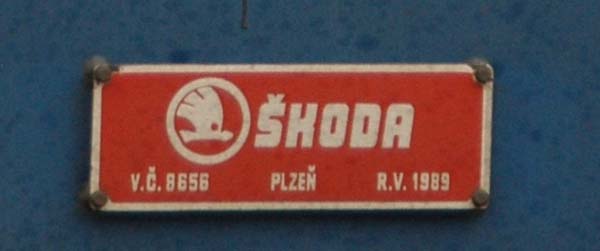 ŠKODA
V.Č. 8656 PLZEŇ R.V. 1989